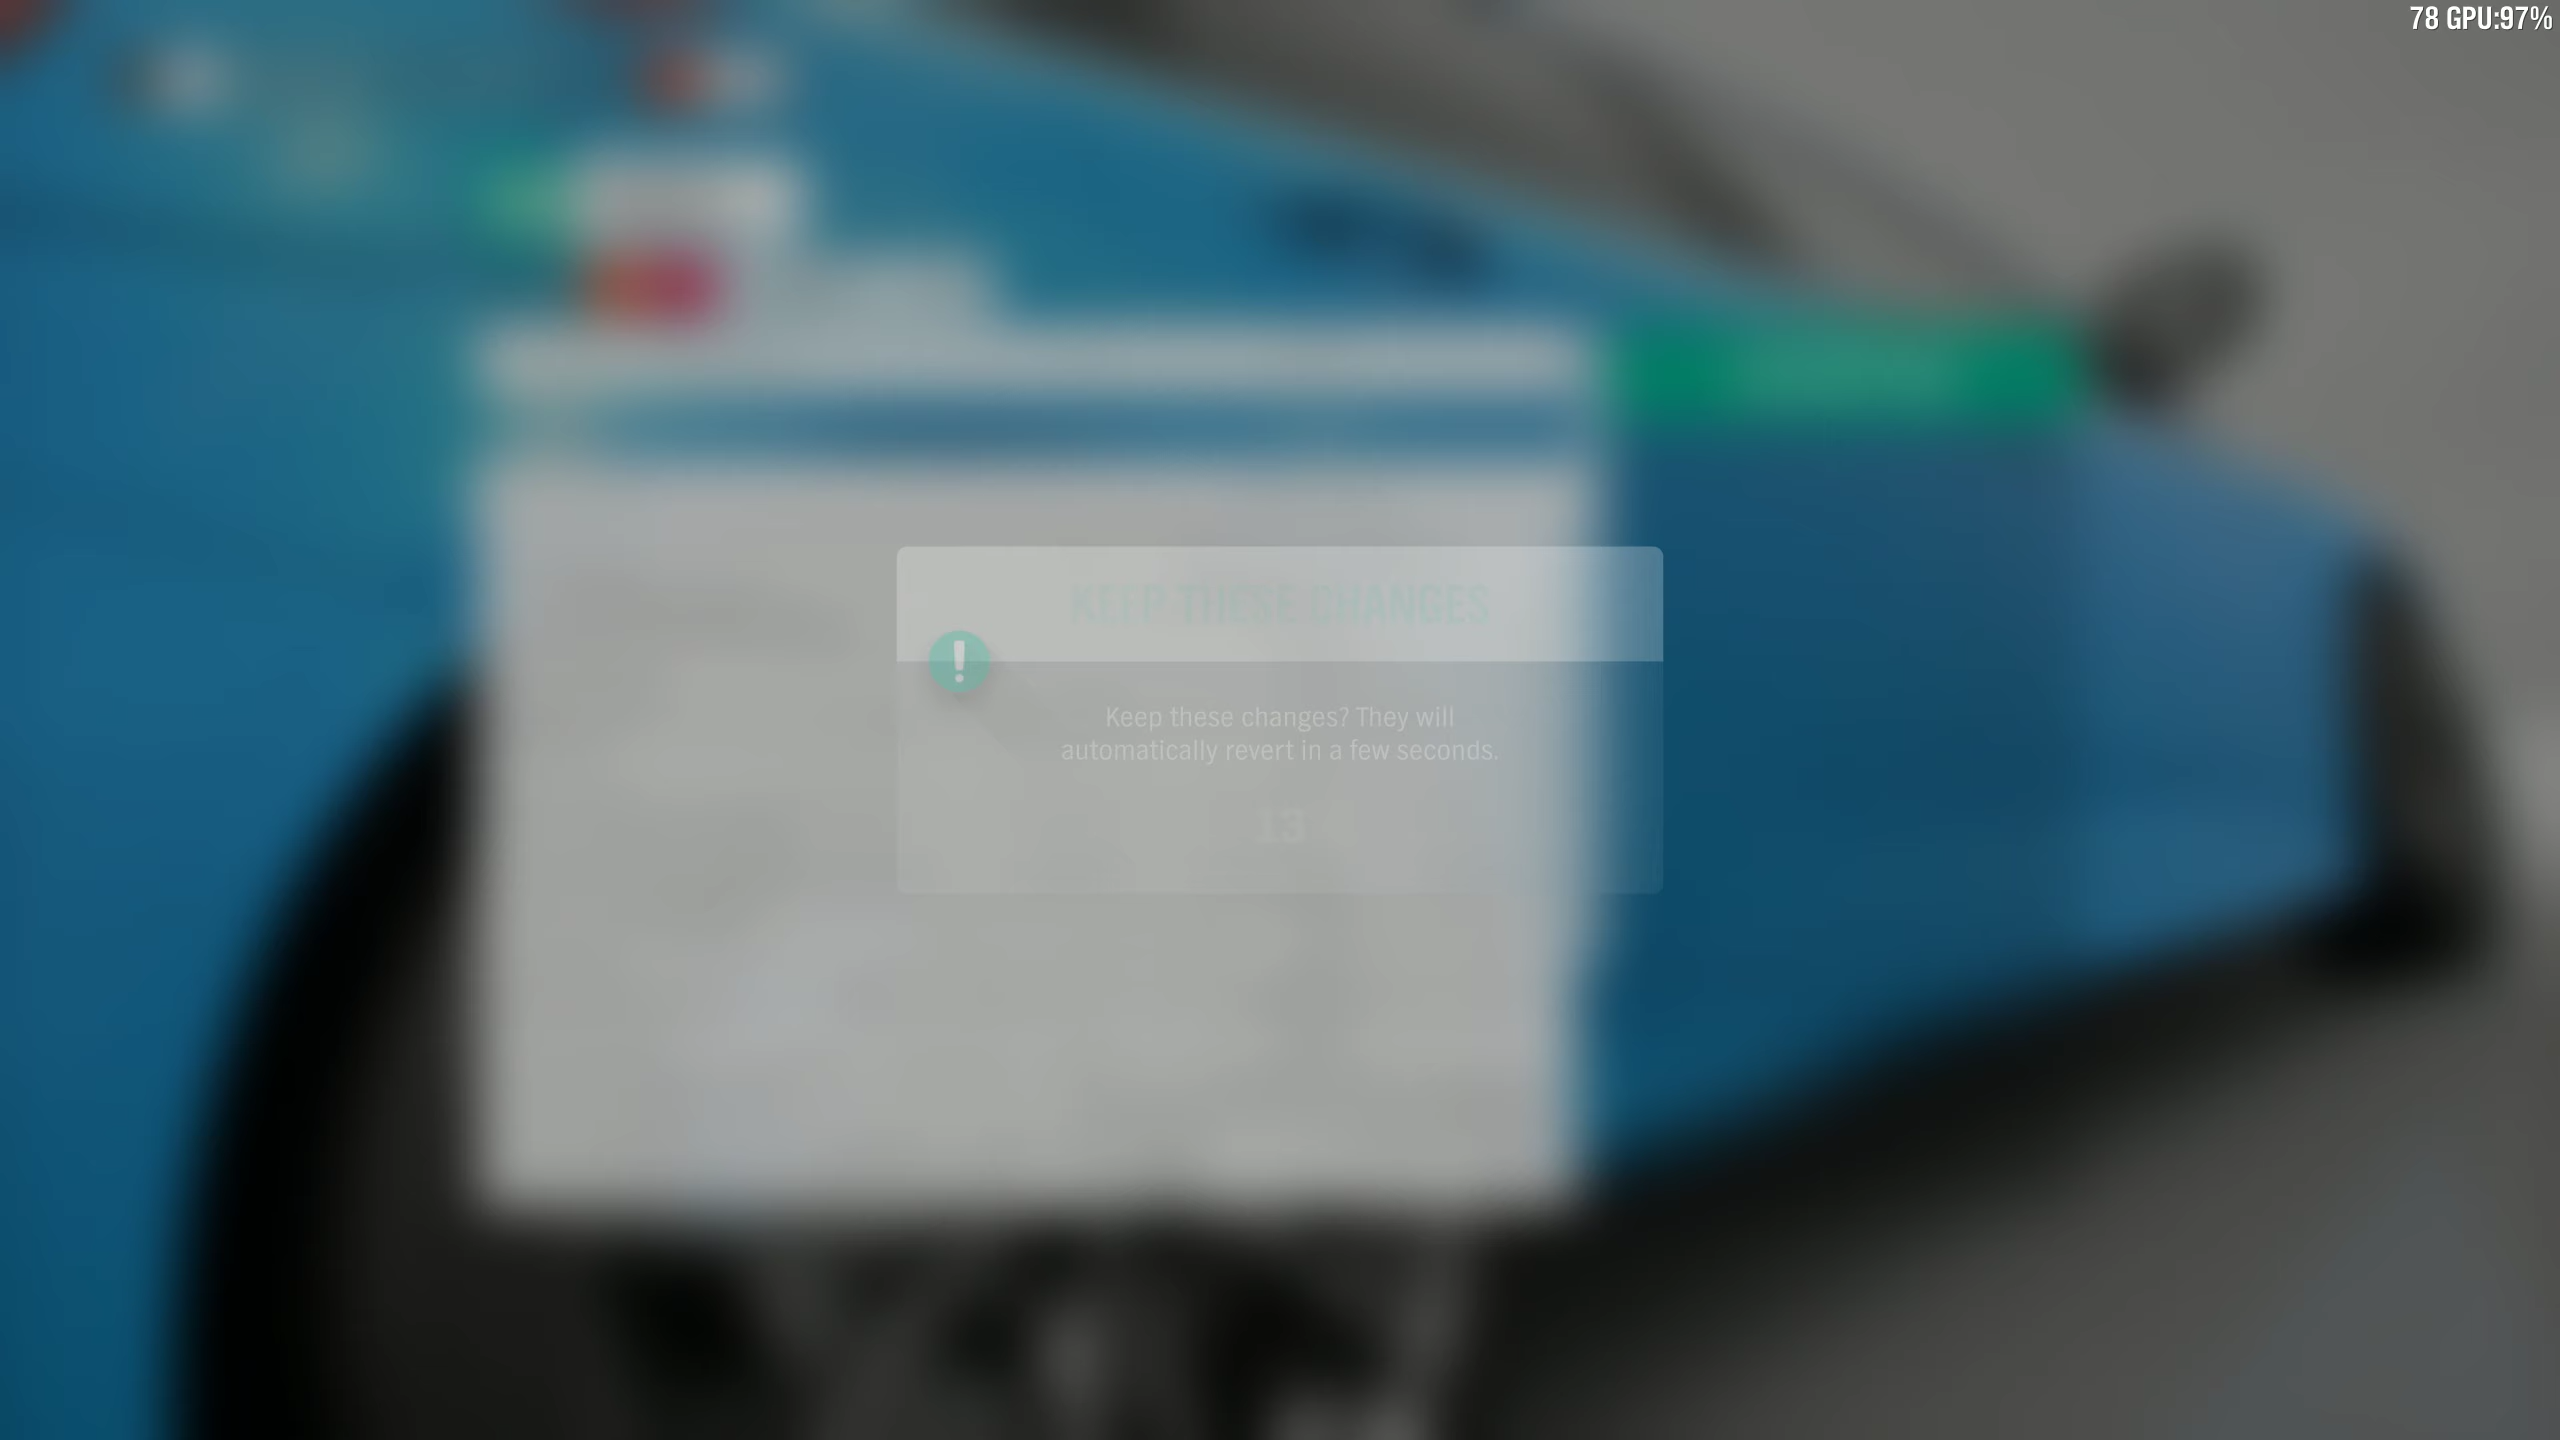 78 GPU:97%
KEEP THESE CHANGES
!
Keep these changes? They will
automatically revert in a few seconds.
13